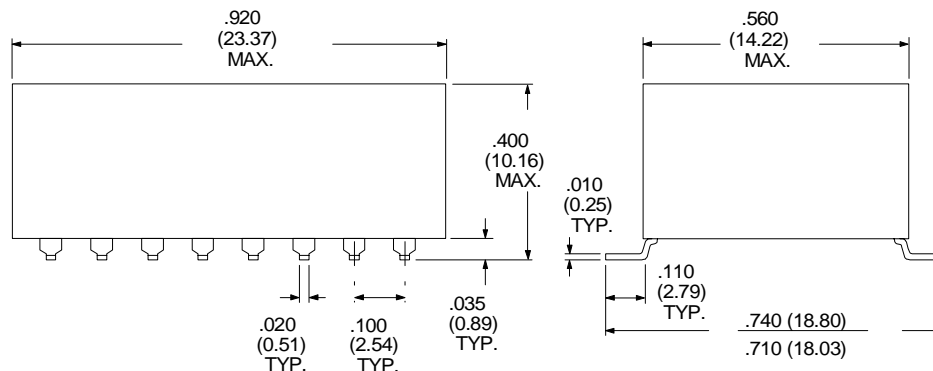 .920
(23.37)
MAX.
.560
(14.22)
MAX.
.400
(10.16)
MAX.
.010
(0.25)
TYP.
.020
(0.51)
TYP.
.100
(2.54)
TYP.
.035
(0.89)
TYP.
.110
(2.79)
TYP.
.740 (18.80)
.710 (18.03)